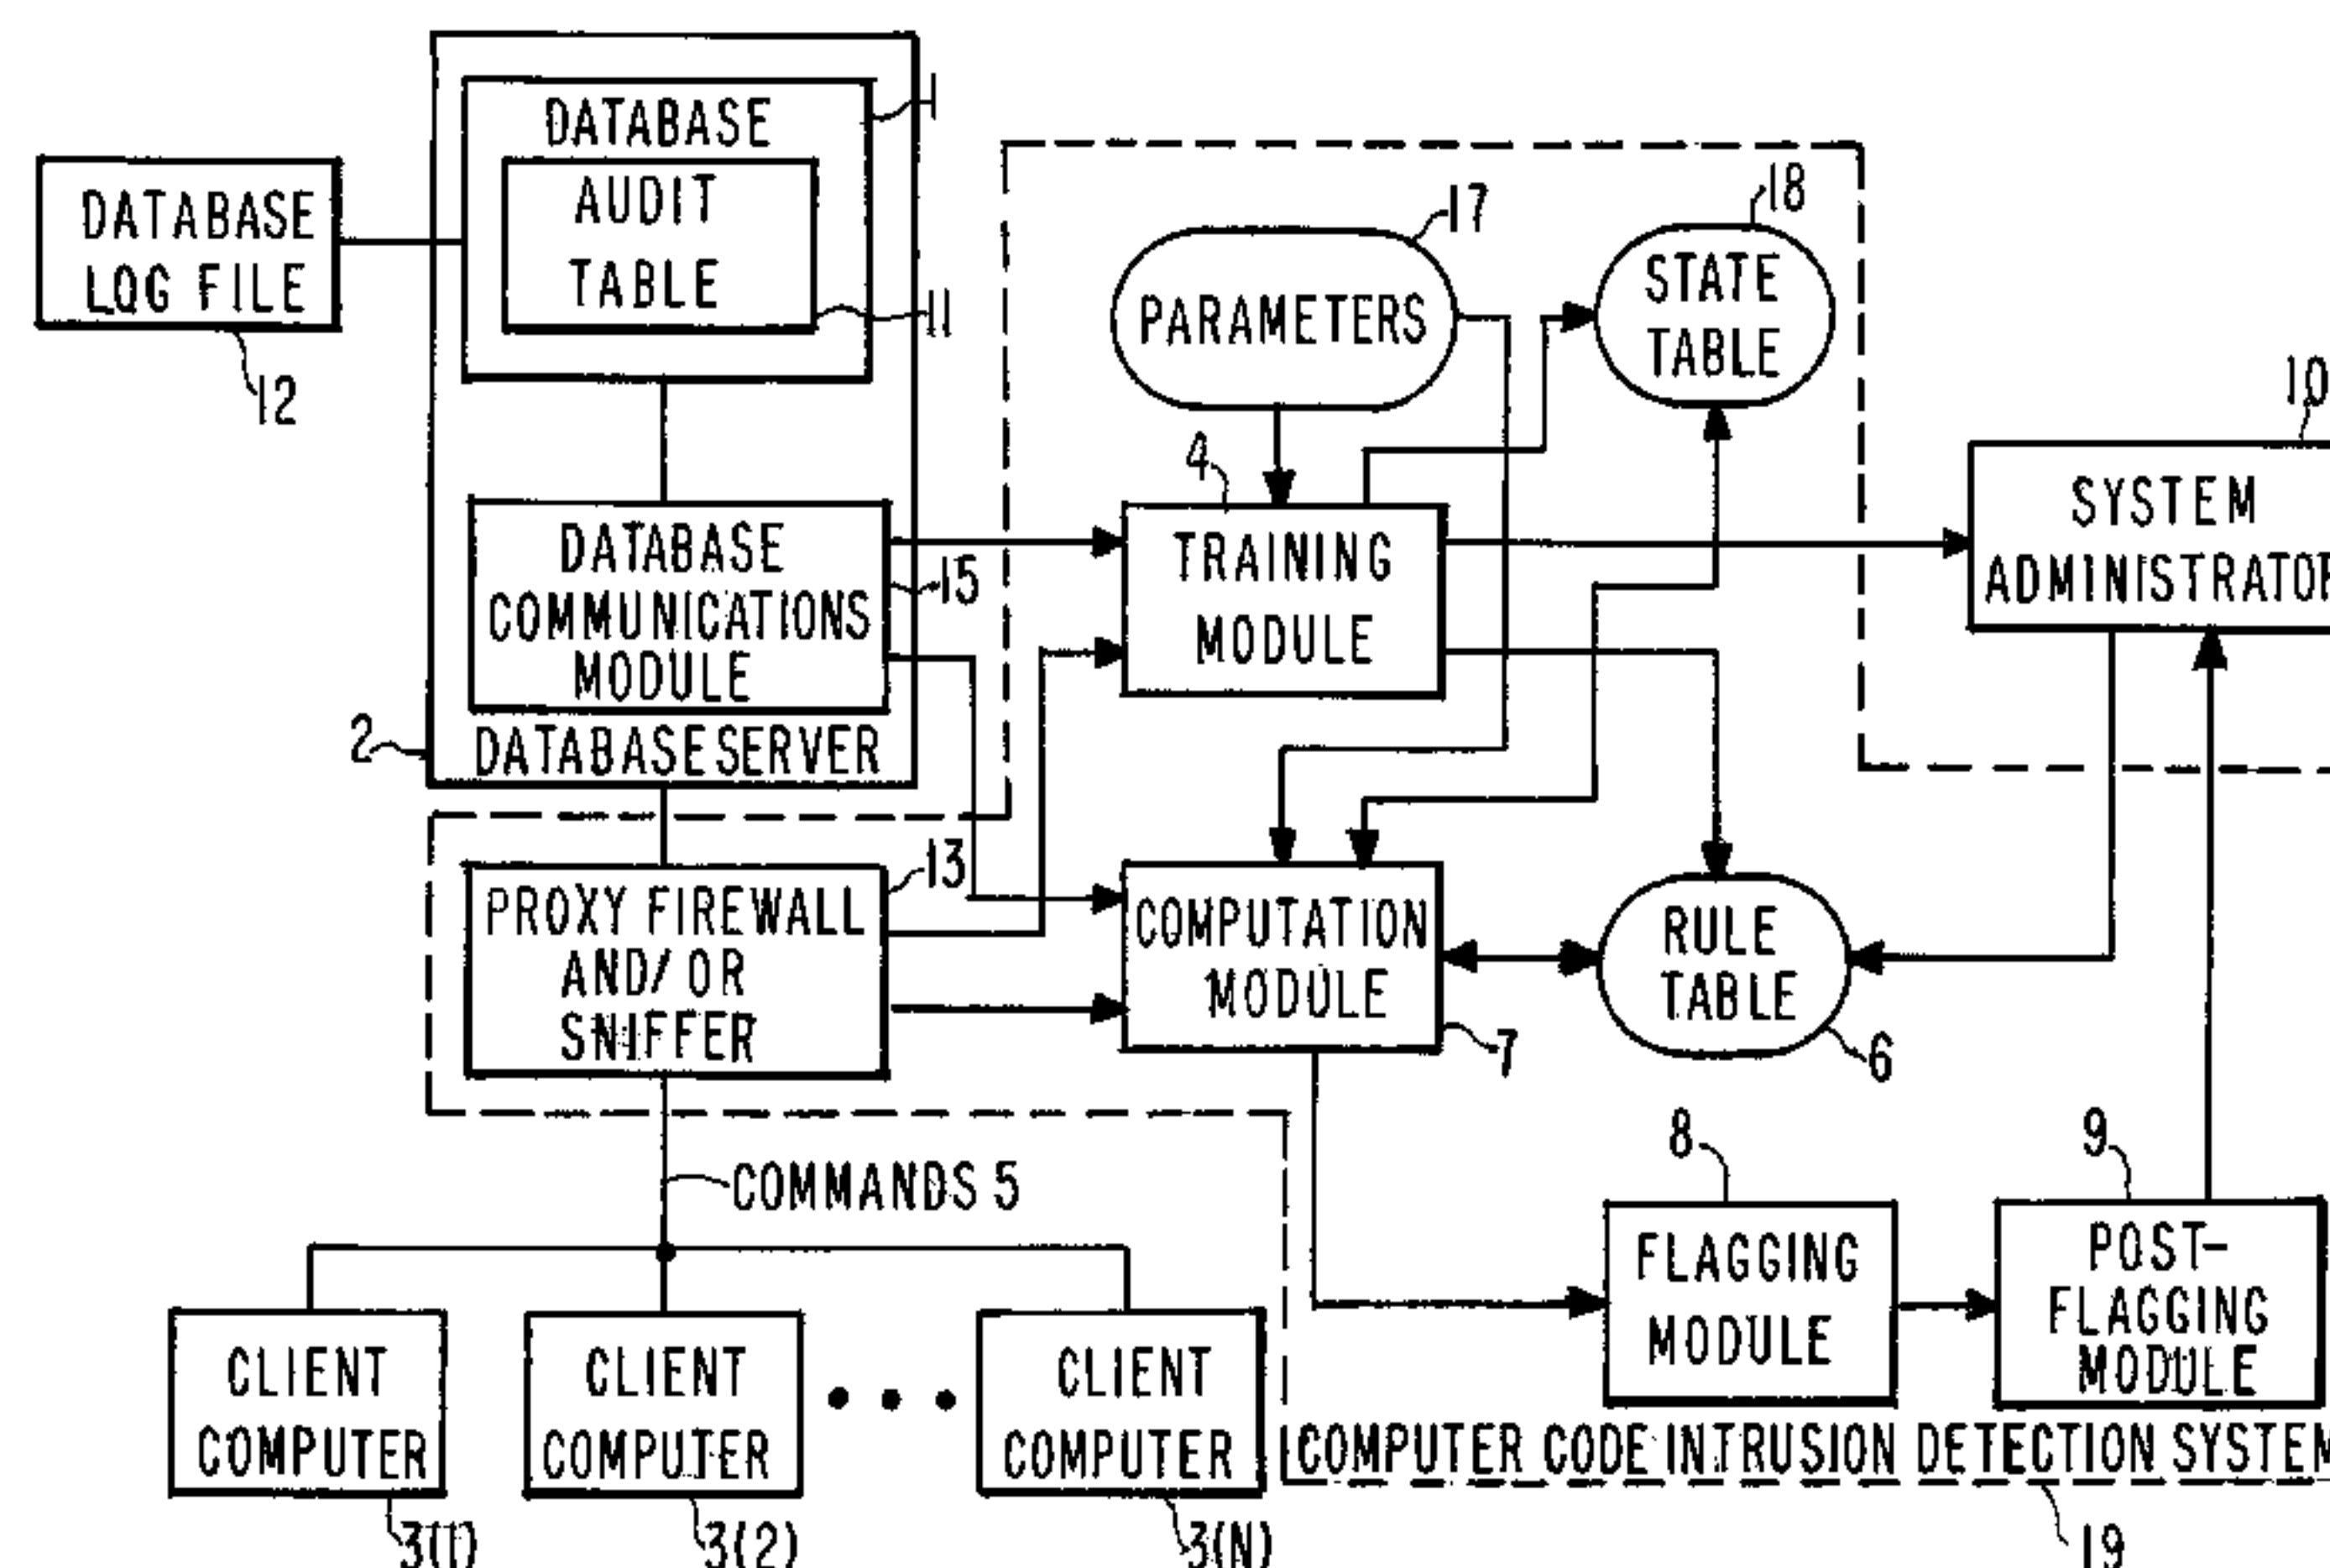 DATABASE
1
AUDIT
TABLE
11
DATABASE
LOG FILE
12
DATABASE
COMMUNICATIONS
MODULE
15
2
DATABASE SERVER
PROXY FIREWALL
AND/OR
SNIFFER
13
COMMANDS 5
CLIENT
COMPUTER
3(1)
CLIENT
COMPUTER
3(2)
CLIENT
COMPUTER
3(N)
PARAMETERS
17
STATE
TABLE
18
4
TRAINING
MODULE
10
SYSTEM
ADMINISTRATOR
COMPUTATION
MODULE
7
RULE
TABLE
6
8
FLAGGING
MODULE
9
POST-
FLAGGING
MODULE
COMPUTER CODE INTRUSION DETECTION SYSTEM
19